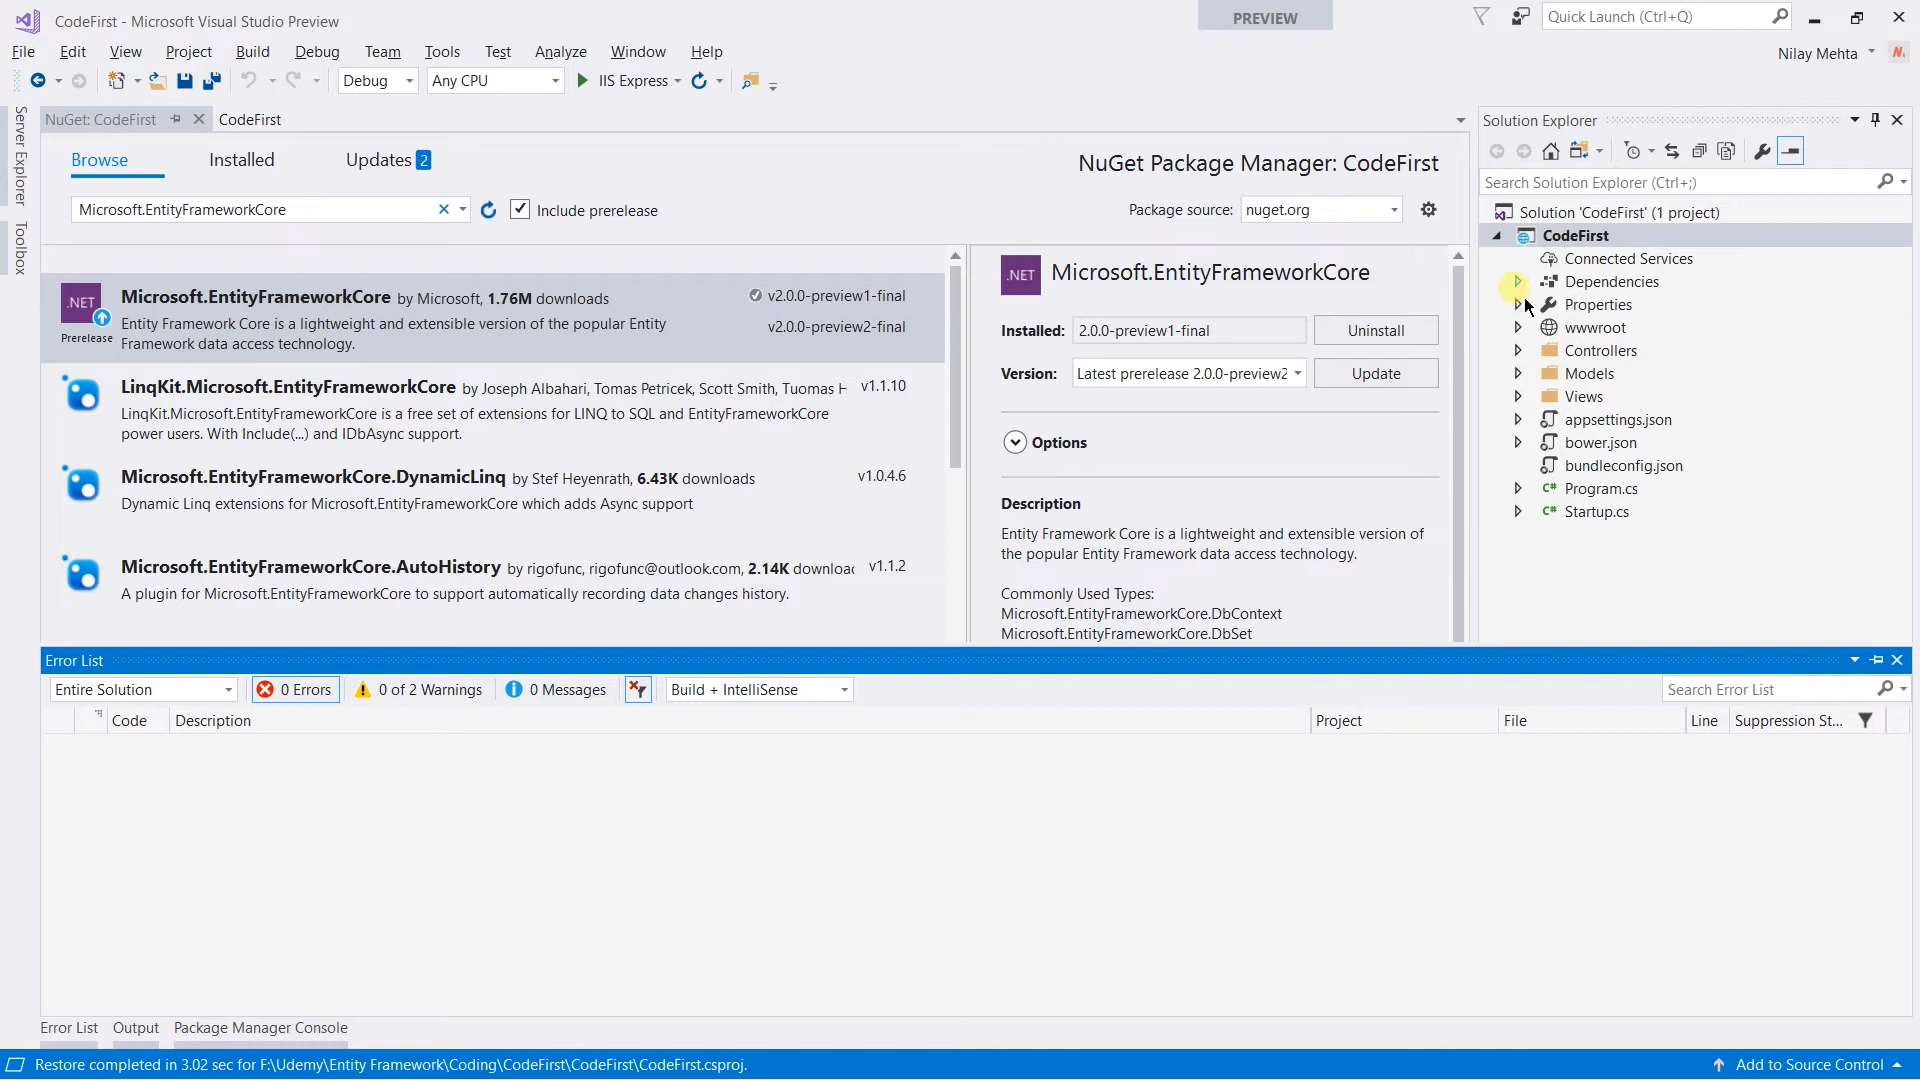 CodeFirst - Microsoft Visual Studio Preview
PREVIEW
Quick Launch (Ctrl+Q)
File Edit View Project Build Debug Team Tools Test Analyze Window Help
Nilay Mehta
Debug Any CPU IIS Express
Server Explorer
Toolbox
NuGet: CodeFirst CodeFirst
Browse Installed Updates 2
NuGet Package Manager: CodeFirst
Microsoft.EntityFrameworkCore
Include prerelease
Package source: nuget.org
.NET
Prerelease
Microsoft.EntityFrameworkCore by Microsoft, 1.76M downloads v2.0.0-preview1-final
Entity Framework Core is a lightweight and extensible version of the popular Entity v2.0.0-preview2-final
Framework data access technology.
LinqKit.Microsoft.EntityFrameworkCore by Joseph Albahari, Tomas Petricek, Scott Smith, Tuomas H v1.1.10
LinqKit.Microsoft.EntityFrameworkCore is a free set of extensions for LINQ to SQL and EntityFrameworkCore
power users. With Include(...) and IDbAsync support.
Microsoft.EntityFrameworkCore.DynamicLinq by Stef Heyenrath, 6.43K downloads v1.0.4.6
Dynamic Linq extensions for Microsoft.EntityFrameworkCore which adds Async support
Microsoft.EntityFrameworkCore.AutoHistory by rigofunc, rigofunc@outlook.com, 2.14K downloac v1.1.2
A plugin for Microsoft.EntityFrameworkCore to support automatically recording data changes history.
.NET Microsoft.EntityFrameworkCore
Installed: 2.0.0-preview1-final Uninstall
Version: Latest prerelease 2.0.0-preview2 Update
Options
Description
Entity Framework Core is a lightweight and extensible version of
the popular Entity Framework data access technology.
Commonly Used Types:
Microsoft.EntityFrameworkCore.DbContext
Microsoft.EntityFrameworkCore.DbSet
Solution Explorer
Search Solution Explorer (Ctrl+;)
Solution 'CodeFirst' (1 project)
CodeFirst
Connected Services
Dependencies
Properties
wwwroot
Controllers
Models
Views
appsettings.json
bower.json
bundleconfig.json
C# Program.cs
C# Startup.cs
Error List
Entire Solution 0 Errors 0 of 2 Warnings 0 Messages Build + IntelliSense Search Error List
Code Description Project File Line Suppression St...
Error List Output Package Manager Console
Restore completed in 3.02 sec for F:\Udemy\Entity Framework\Coding\CodeFirst\CodeFirst\CodeFirst.csproj.
Add to Source Control